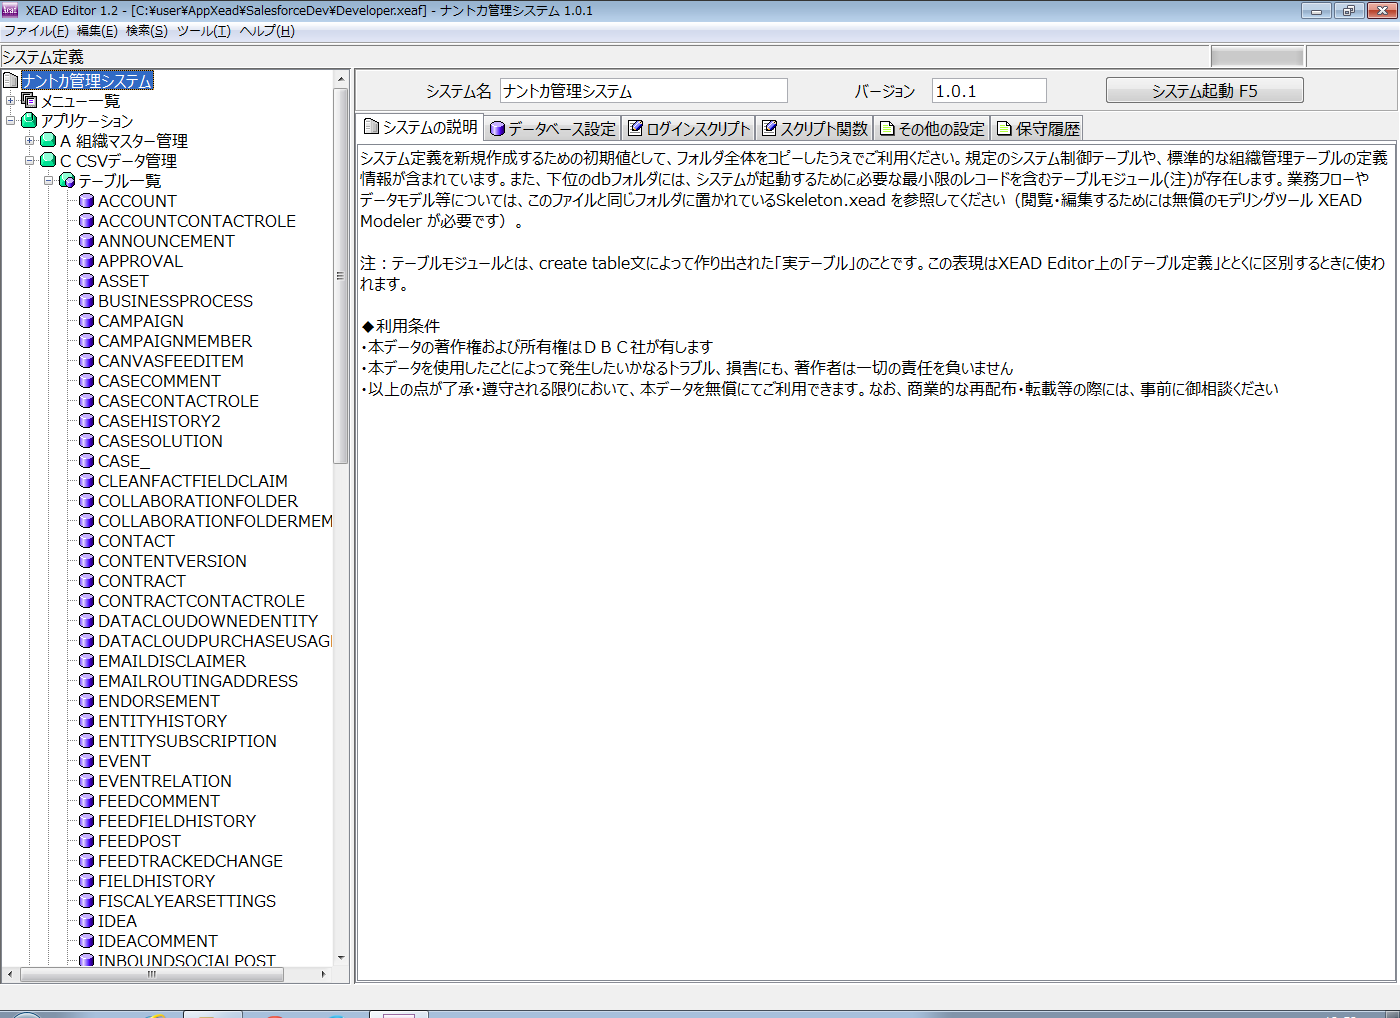 XEAD Editor 1.2 - [C:¥user¥AppXead¥SalesforceDev¥Developer.xeaf] - ナントカ管理システム 1.0.1
ファイル(F) 編集(E) 検索(S) ツール(T) ヘルプ(H)
システム定義
ナントカ管理システム
メニュー一覧
アプリケーション
A 組織マスター管理
C CSVデータ管理
テーブル一覧
ACCOUNT
ACCOUNTCONTACTROLE
ANNOUNCEMENT
APPROVAL
ASSET
BUSINESSPROCESS
CAMPAIGN
CAMPAIGNMEMBER
CANVASFEEDITEM
CASECOMMENT
CASECONTACTROLE
CASEHISTORY2
CASESOLUTION
CASE_
CLEANFACTFIELDCLAIM
COLLABORATIONFOLDER
COLLABORATIONFOLDERMEM
CONTACT
CONTENTVERSION
CONTRACT
CONTRACTCONTACTROLE
DATACLOUDOWNEDENTITY
DATACLOUDPURCHASEUSAG
EMAILDISCLAIMER
EMAILROUTINGADDRESS
ENDORSEMENT
ENTITYHISTORY
ENTITYSUBSCRIPTION
EVENT
EVENTRELATION
FEEDCOMMENT
FEEDFIELDHISTORY
FEEDPOST
FEEDTRACKEDCHANGE
FIELDHISTORY
FISCALYEARSETTINGS
IDEA
IDEACOMMENT
INBOUNDSOCIALPOST
システム名 ナントカ管理システム バージョン 1.0.1 システム起動 F5
システムの説明 データベース設定 ログインスクリプト スクリプト関数 その他の設定 保守履歴
システム定義を新規作成するための初期値として、フォルダ全体をコピーしたうえでご利用ください。規定のシステム制御テーブルや、標準的な組織管理テーブルの定義
情報が含まれています。また、下位のdbフォルダには、システムが起動するために必要な最小限のレコードを含むテーブルモジュール(注)が存在します。業務フローや
データモデル等については、このファイルと同じフォルダに置かれているSkeleton.xead を参照してください（閲覧・編集するためには無償のモデリングツール XEAD
Modeler が必要です）。
注：テーブルモジュールとは、create table文によって作り出された「実テーブル」のことです。この表現はXEAD Editor上の「テーブル定義」ととくに区別するときに使わ
れます。
◆利用条件
・本データの著作権および所有権はＤＢＣ社が有します
・本データを使用したことによって発生したいかなるトラブル、損害にも、著作者は一切の責任を負いません
・以上の点が了承・遵守される限りにおいて、本データを無償にてご利用できます。なお、商業的な再配布・転載等の際には、事前に御相談ください